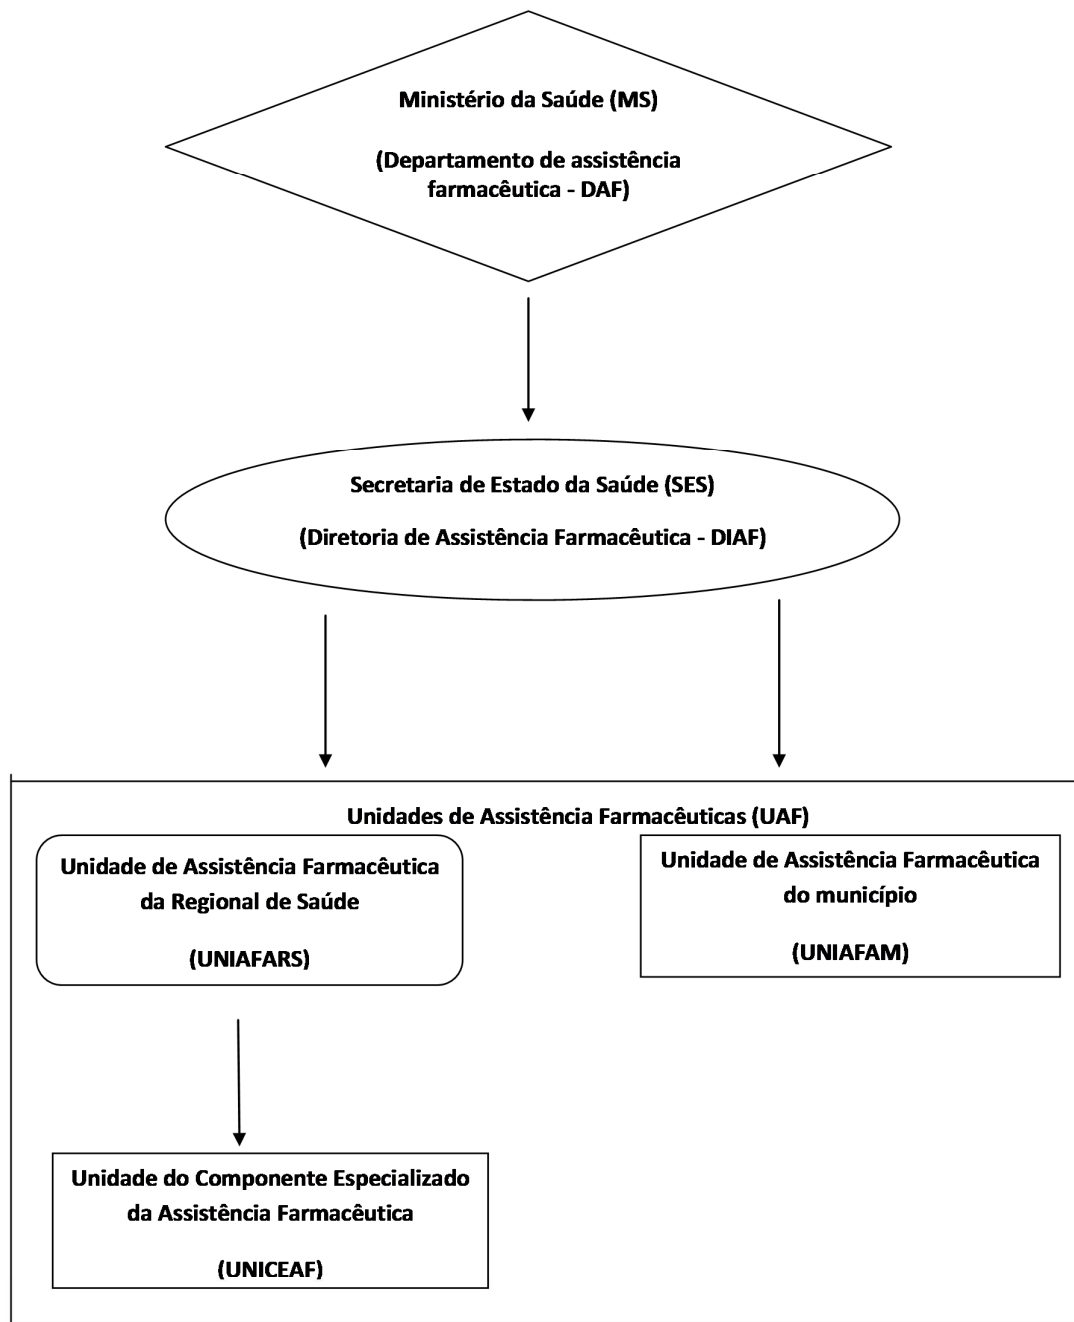 Ministério da Saúde (MS)
(Departamento de assistência
farmacêutica - DAF)
Secretaria de Estado da Saúde (SES)
(Diretoria de Assistência Farmacêutica - DIAF)
Unidades de Assistência Farmacêuticas (UAF)
Unidade de Assistência Farmacêutica
da Regional de Saúde
(UNIAFARS)
Unidade de Assistência Farmacêutica
do município
(UNIAFAM)
Unidade do Componente Especializado
da Assistência Farmacêutica
(UNICEAF)